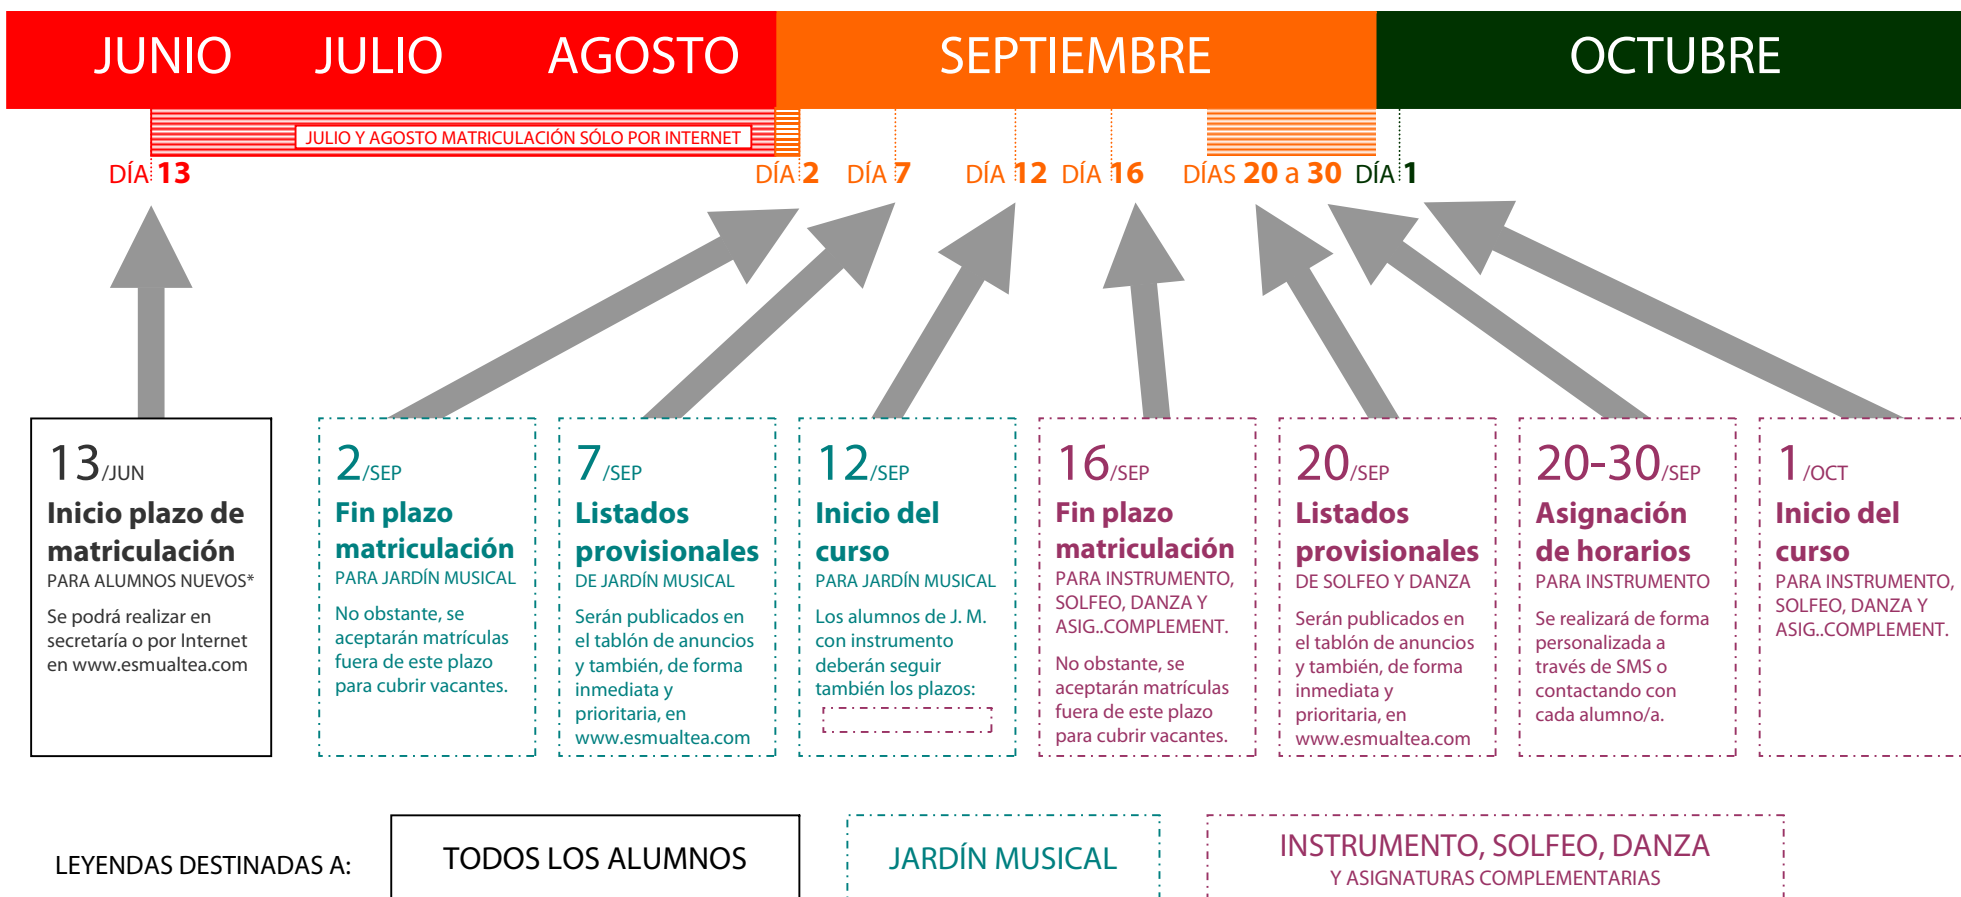 JUNIO JULIO AGOSTO SEPTIEMBRE OCTUBRE
JULIO Y AGOSTO MATRICULACIÓN SÓLO POR INTERNET
DÍA 13 DÍA 2 DÍA 7 DÍA 12 DÍA 16 DÍAS 20 a 30 DÍA 1
13/JUN
Inicio plazo de
matriculación
PARA ALUMNOS NUEVOS*
Se podrá realizar en
secretaría o por Internet
en www.esmualtea.com
2/SEP
Fin plazo
matriculación
PARA JARDÍN MUSICAL
No obstante, se
aceptarán matrículas
fuera de este plazo
para cubrir vacantes.
7/SEP
Listados
provisionales
DE JARDÍN MUSICAL
Serán publicados en
el tablón de anuncios
y también, de forma
inmediata y
prioritaria, en
www.esmualtea.com
12/SEP
Inicio del
curso
PARA JARDÍN MUSICAL
Los alumnos de J. M.
con instrumento
deberán seguir
también los plazos:
16/SEP
Fin plazo
matriculación
PARA INSTRUMENTO,
SOLFEO, DANZA Y
ASIG..COMPLEMENT.
No obstante, se
aceptarán matrículas
fuera de este plazo
para cubrir vacantes.
20/SEP
Listados
provisionales
DE SOLFEO Y DANZA
Serán publicados en
el tablón de anuncios
y también, de forma
inmediata y
prioritaria, en
www.esmualtea.com
20-30/SEP
Asignación
de horarios
PARA INSTRUMENTO
Se realizará de forma
personalizada a
través de SMS o
contactando con
cada alumno/a.
1/OCT
Inicio del
curso
PARA INSTRUMENTO,
SOLFEO, DANZA Y
ASIG..COMPLEMENT.
LEYENDAS DESTINADAS A:
TODOS LOS ALUMNOS
JARDÍN MUSICAL
INSTRUMENTO, SOLFEO, DANZA
Y ASIGNATURAS COMPLEMENTARIAS